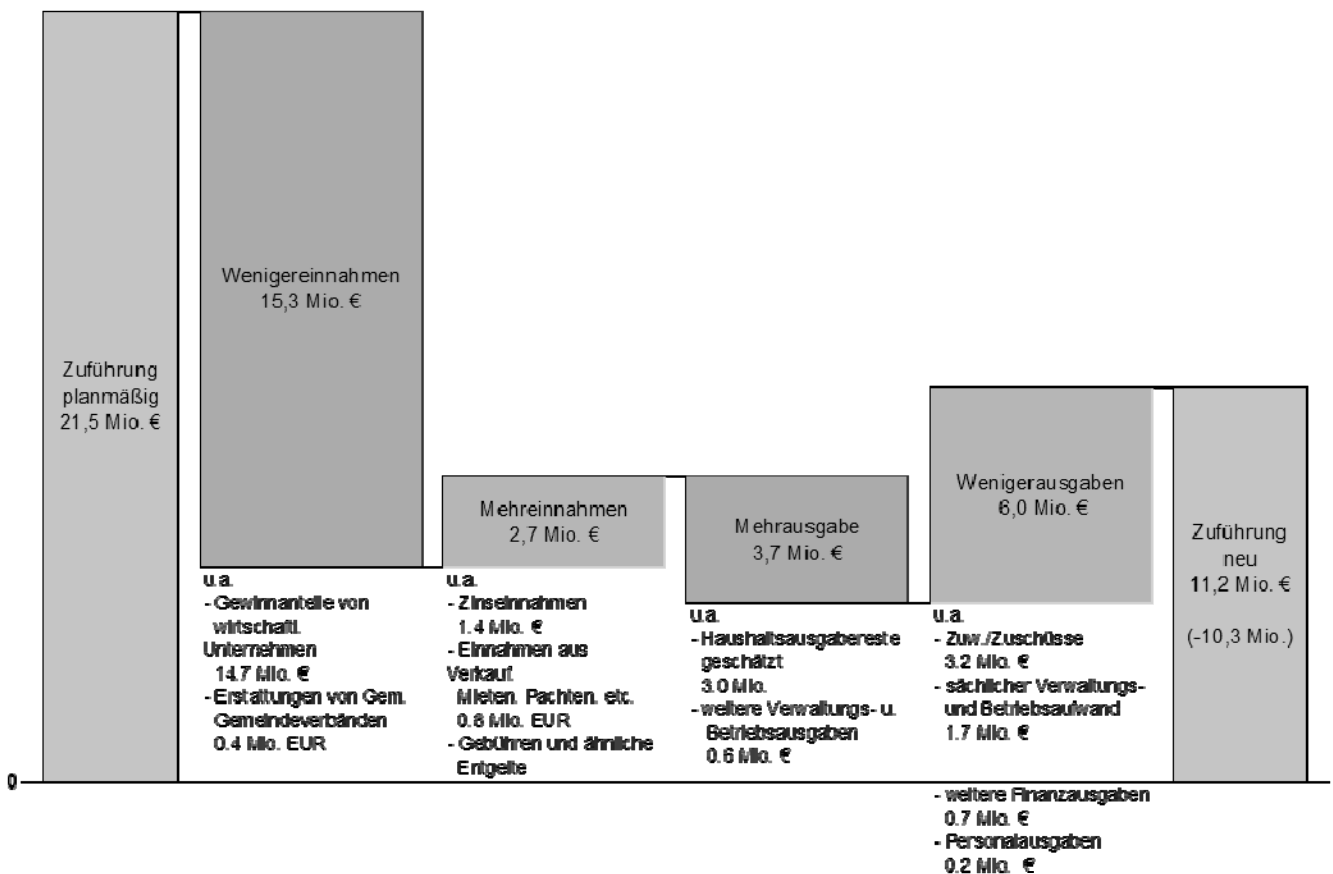 Zuführung
planmäßig
21,5 Mio. €
Wenigereinnahmen
15,3 Mio. €
u.a.
- Gewinnanteile von
wirtschaftl.
Unternehmen
14.7 Mio. €
- Erstattungen von Gem.
Gemeindeverbänden
0.4 Mio. EUR
Mehreinnahmen
2,7 Mio. €
u.a.
- Zinseinnahmen
1.4 Mio. €
- Einnahmen aus
Verkauf.
Mieten. Pachten. etc.
0.8 Mio. EUR
- Gebühren und ähnliche
Entgelte
Mehrausgabe
3,7 Mio. €
u.a.
- Haushaltsausgabereste
geschätzt
3.0 Mio.
- weitere Verwaltungs- u.
Betriebsausgaben
0.6 Mio. €
Wenigerausgaben
6,0 Mio. €
u.a.
- Zuw./Zuschüsse
3.2 Mio. €
- sächlicher Verwaltungs-
und Betriebsaufwand
1.7 Mio. €
- weitere Finanzausgaben
0.7 Mio. €
- Personalausgaben
0.2 Mio. €
Zuführung
neu
11,2 Mio. €
(-10,3 Mio.)
0